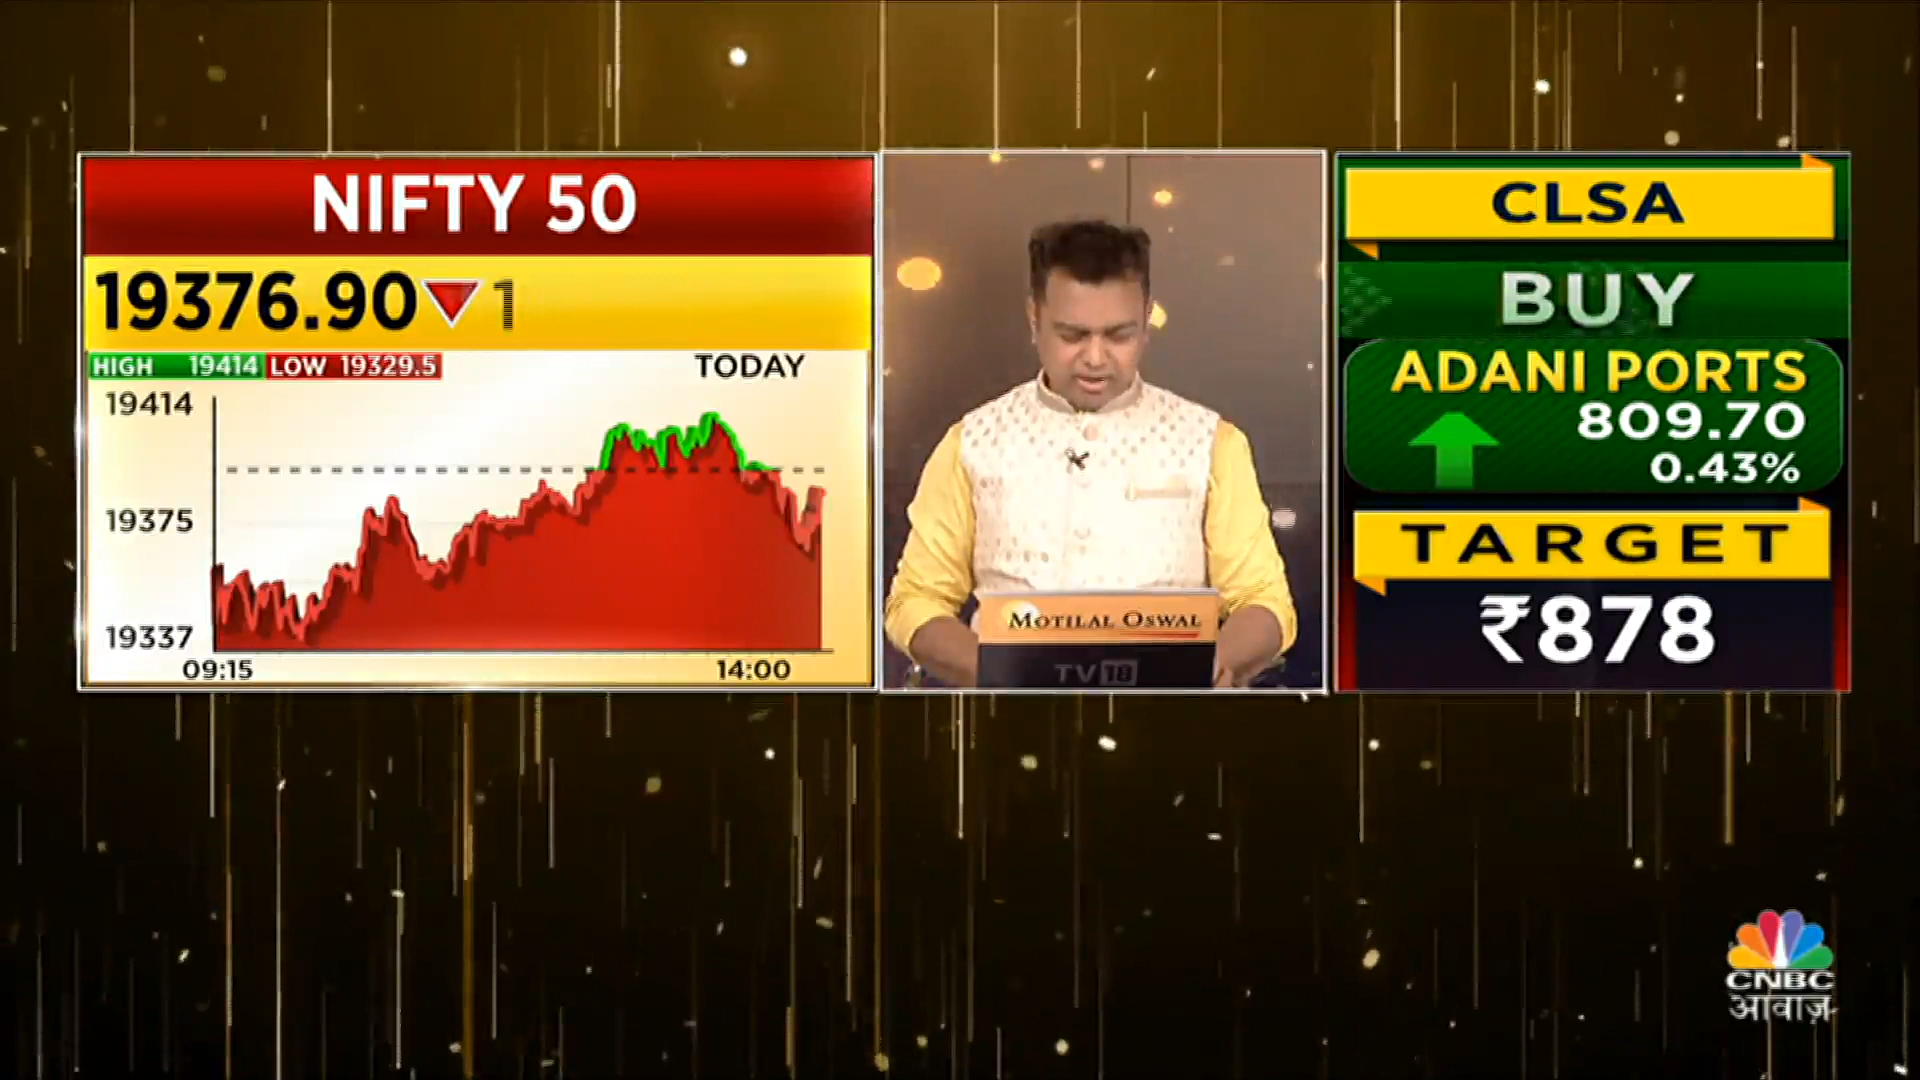 NIFTY 50
19376.90 ▼ 1
HIGH 19414 LOW 19329.5
TODAY
19414
19375
19337
09:15 14:00
MOTILAL OSWAL
TV18
CLSA
BUY
ADANI PORTS
809.70
0.43%
TARGET
₹878
CNBC
आवाज़